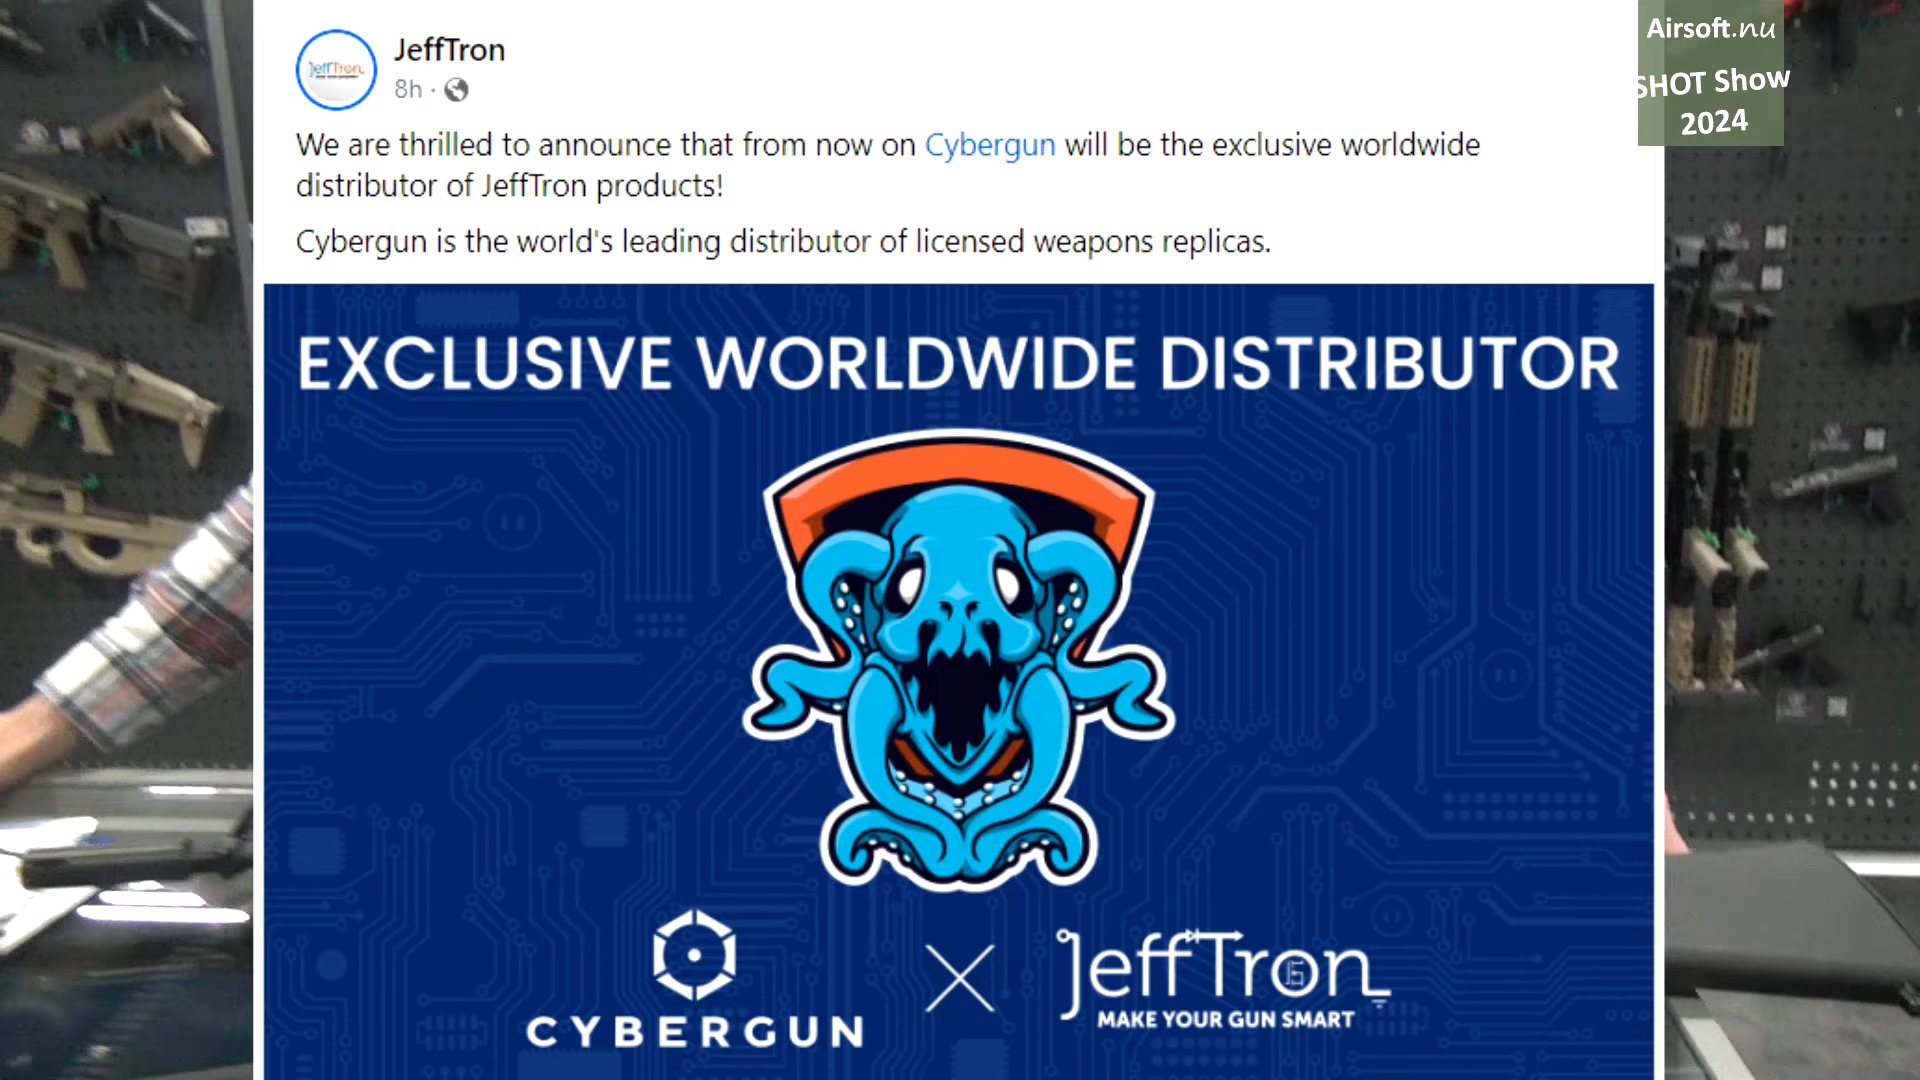 JeffTron
JeffTron
8h ·
We are thrilled to announce that from now on Cybergun will be the exclusive worldwide
distributor of JeffTron products!
Cybergun is the world's leading distributor of licensed weapons replicas.
EXCLUSIVE WORLDWIDE DISTRIBUTOR
CYBERGUN
JeffTron
MAKE YOUR GUN SMART
Airsoft.nu
SHOT Show
2024